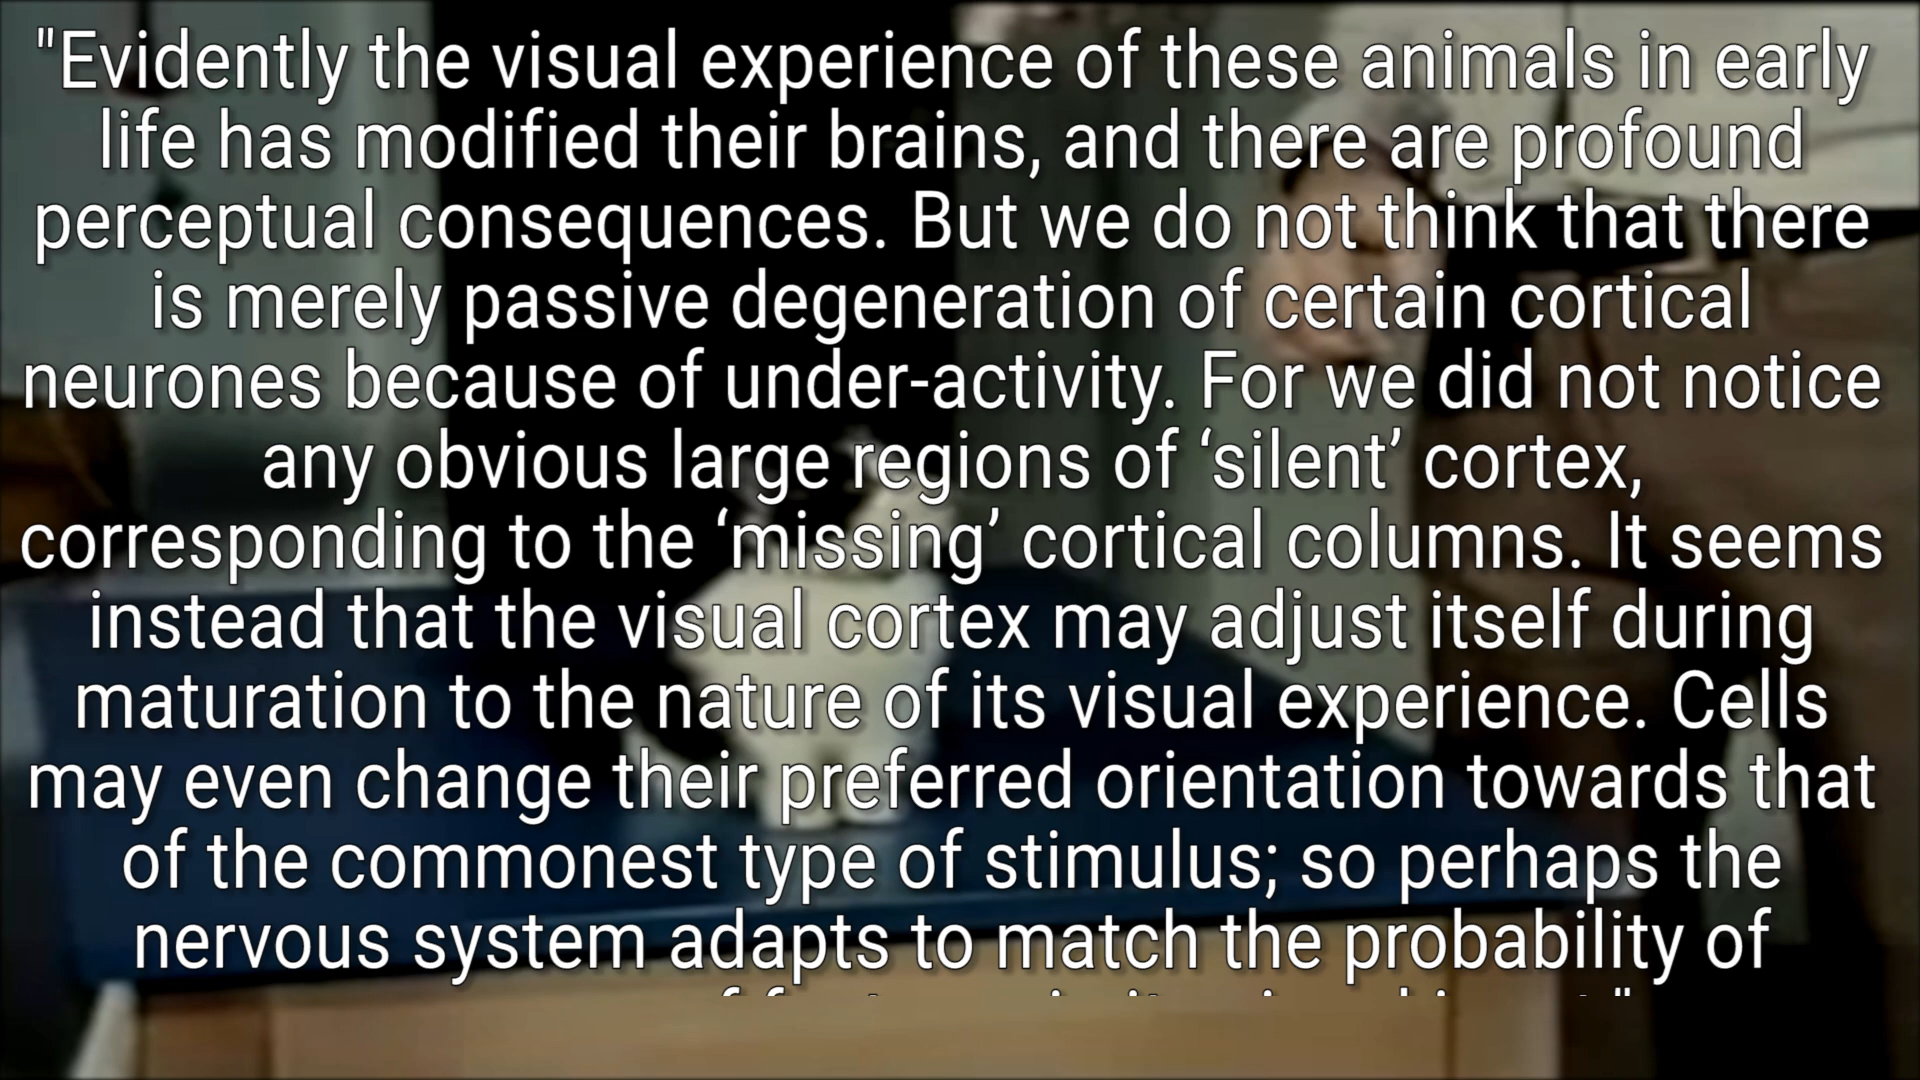 "Evidently the visual experience of these animals in early
life has modified their brains, and there are profound
perceptual consequences. But we do not think that there
is merely passive degeneration of certain cortical
neurones because of under-activity. For we did not notice
any obvious large regions of ‘silent’ cortex,
corresponding to the ‘missing’ cortical columns. It seems
instead that the visual cortex may adjust itself during
maturation to the nature of its visual experience. Cells
may even change their preferred orientation towards that
of the commonest type of stimulus; so perhaps the
nervous system adapts to match the probability of